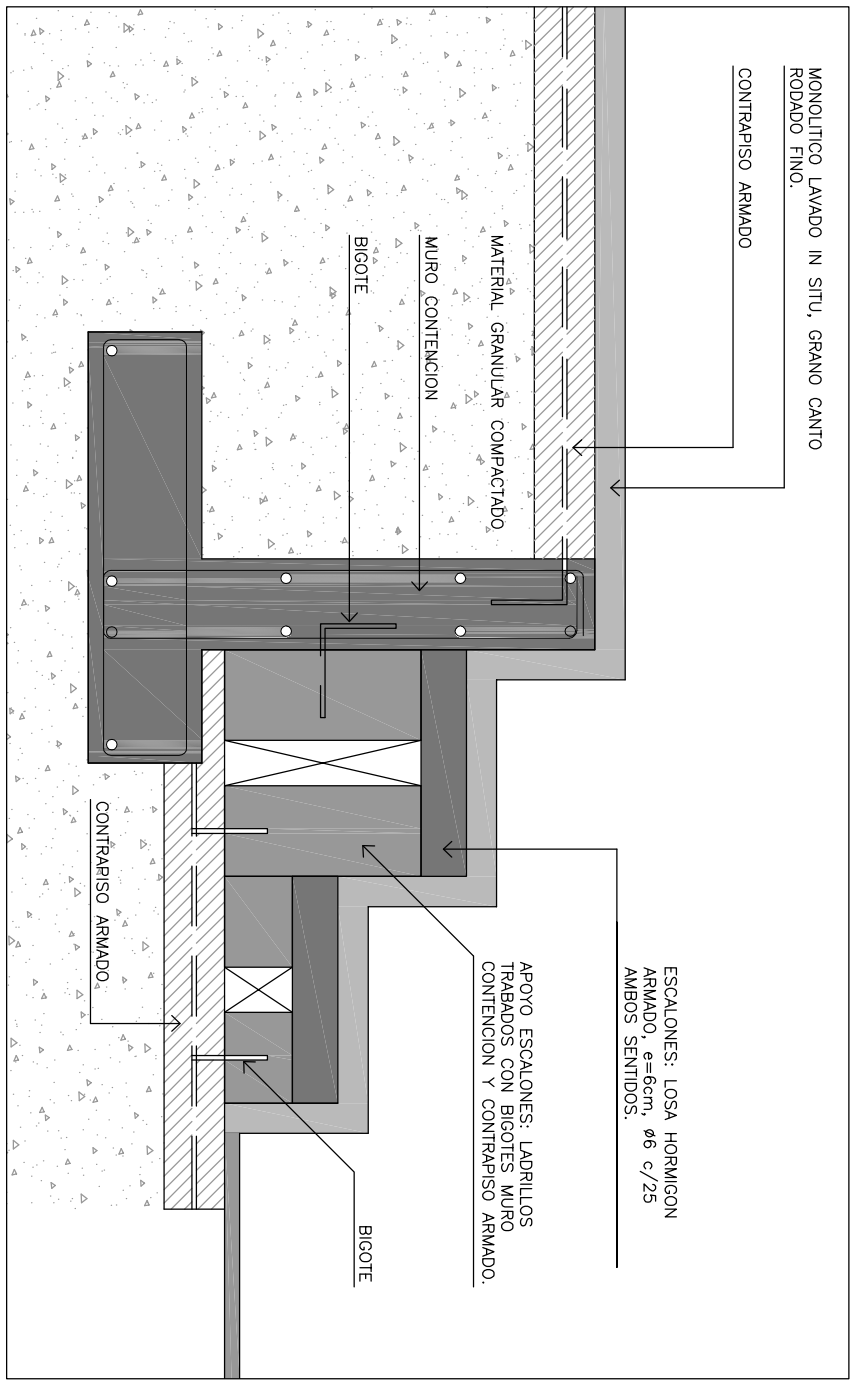 MONOLITICO LAVADO IN SITU, GRANO CANTO
RODADO FINO.
CONTRAPISO ARMADO
MATERIAL GRANULAR COMPACTADO
MURO CONTENCION
BIGOTE
ESCALONES: LOSA HORMIGON
ARMADO, e=6cm, ø6 c/25
AMBOS SENTIDOS.
APOYO ESCALONES: LADRILLOS
TRABADOS CON BIGOTES MURO
CONTENCION Y CONTRAPISO ARMADO.
BIGOTE
CONTRAPISO ARMADO